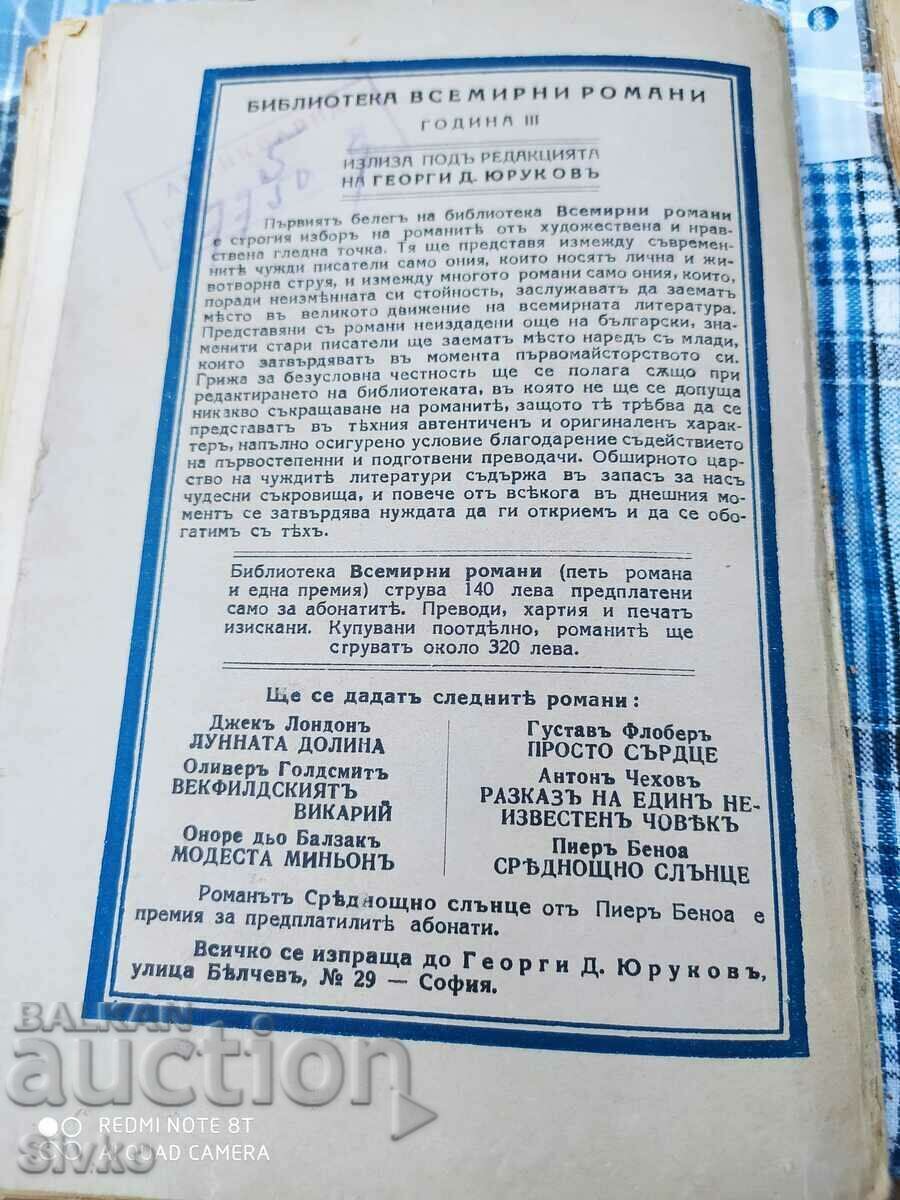 БИБЛИОТЕКА ВСЕМИРНИ РОМАНИ
ГОДИНА III
ИЗЛИЗА ПОДЪ РЕДАКЦИЯТА
НА ГЕОРГИ Д. ЮРУКОВЪ
Първиятъ белегъ на библиотека Всемирни романи
е строгия изборъ на романитѣ отъ художествена и нрав-
ствена гледна точка. Тя ще представя измежду съвремен-
нитѣ чужди писатели само ония, които носятъ лична и жи-
вотворна струя, и измежду многото романи само ония, които,
поради неизмѣнната си стойность, заслужаватъ да заематъ
мѣсто въ великото движение на всемирната литература.
Представяни съ романи неиздадени още на български, зна-
менити стари писатели ще заематъ мѣсто наредъ съ млади,
които затвърдяватъ въ момента първомайсторството си.
Грижа за безусловна честность ще се полага сѫщо при
редактирането на библиотеката, въ която не ще се допуща
никакво съкращаване на романитѣ, защото тѣ трѣбва да се
представатъ въ тѣхния автентиченъ и оригиналенъ харак-
теръ, напълно осигурено условие благодарение съдействието
на първостепенни и подготвени преводачи. Обширното цар-
ство на чуждитѣ литератури съдържа въ запасъ за насъ
чудесни съкровища, и повече отъ всѣкога въ днешния мо-
ментъ се затвърдява нуждата да ги откриемъ и да се обо-
гатимъ съ тѣхъ.
Библиотека Всемирни романи (петь романа
и една премия) струва 140 лева предплатени
само за абонатитѣ. Преводи, хартия и печатъ
изискани. Купувани поотдѣлно, романитѣ ще
струватъ около 320 лева.
Ще се дадатъ следнитѣ романи:
Джекъ Лондонъ
ЛУННАТА ДОЛИНА
Оливеръ Голдсмитъ
ВЕКФИЛДСКИЯТЪ
ВИКАРИЙ
Оноре дьо Балзакъ
МОДЕСТА МИНЬОНЪ
Густавъ Флоберъ
ПРОСТО СЪРДЦЕ
Антонъ Чеховъ
РАЗКАЗЪ НА ЕДИНЪ НЕ-
ИЗВЕСТЕНЪ ЧОВѢКЪ
Пиеръ Беноа
СРѢДНОЩНО СЛЪНЦЕ
Романътъ Срѣднощно слънце отъ Пиеръ Беноа е
премия за предплатилитѣ абонати.
Всичко се изпраща до Георги Д. Юруковъ,
улица Бѣлчевъ, № 29 — София.
BALKAN
auction
REDMI NOTE 8T
AI QUAD CAMERA
Sivko